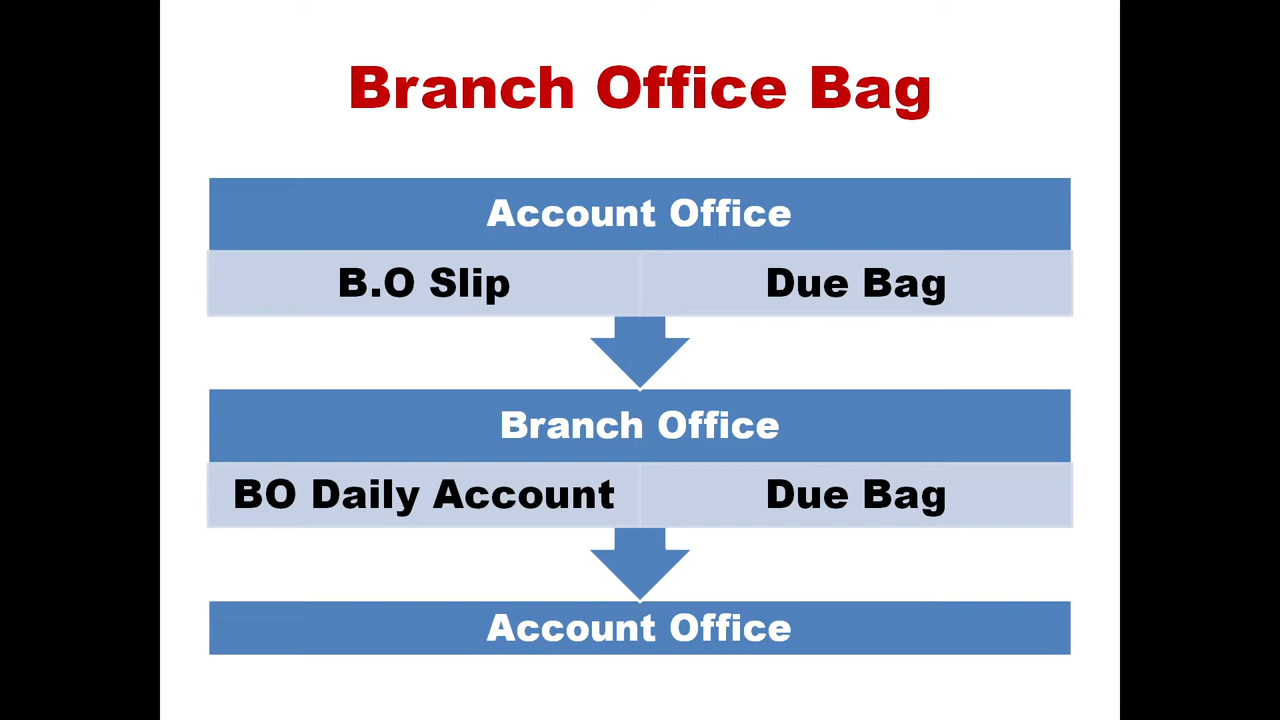 Branch Office Bag
Account Office
B.O Slip Due Bag
Branch Office
BO Daily Account Due Bag
Account Office